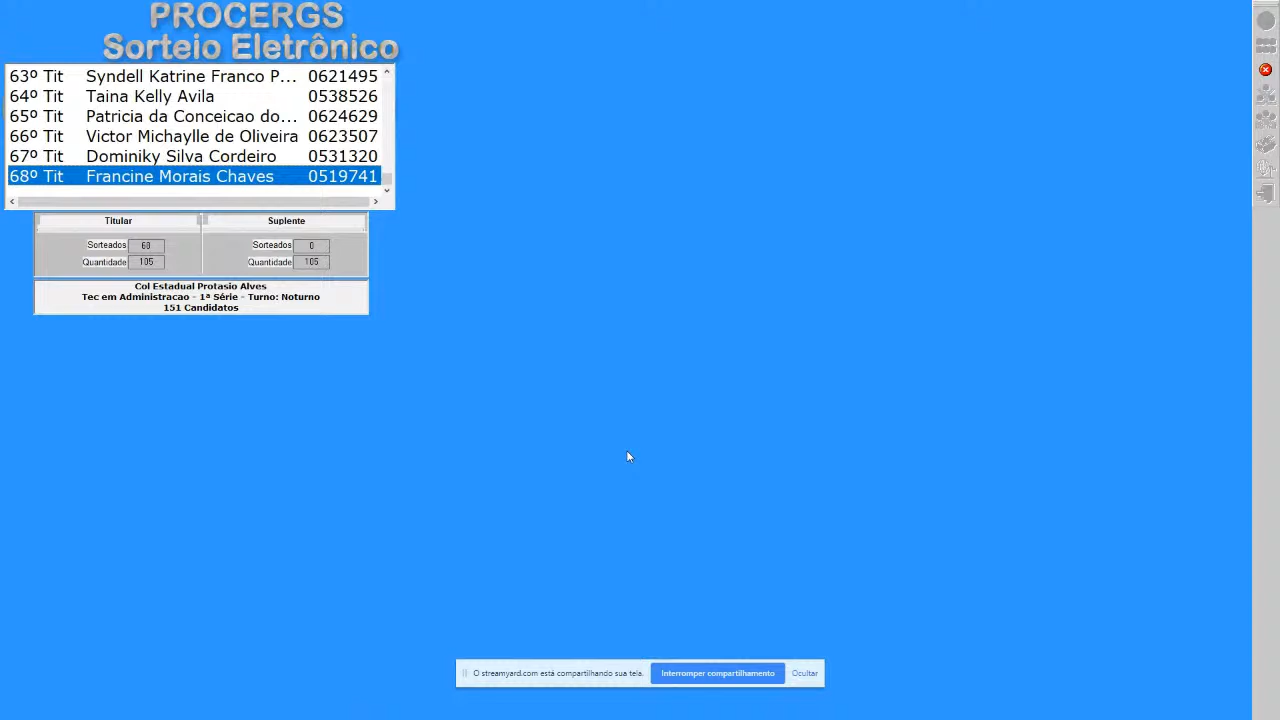 PROCERGS
Sorteio Eletrônico
63º Tit Syndell Katrine Franco P... 0621495
64º Tit Taina Kelly Avila 0538526
65º Tit Patricia da Conceicao do... 0624629
66º Tit Victor Michaylle de Oliveira 0623507
67º Tit Dominiky Silva Cordeiro 0531320
68º Tit Francine Morais Chaves 0519741
Titular Suplente
Sorteados 68 Sorteados 0
Quantidade 105 Quantidade 105
Col Estadual Protasio Alves
Tec em Administracao - 1ª Série - Turno: Noturno
151 Candidatos
O streamyard.com está compartilhando sua tela. Interromper compartilhamento Ocultar